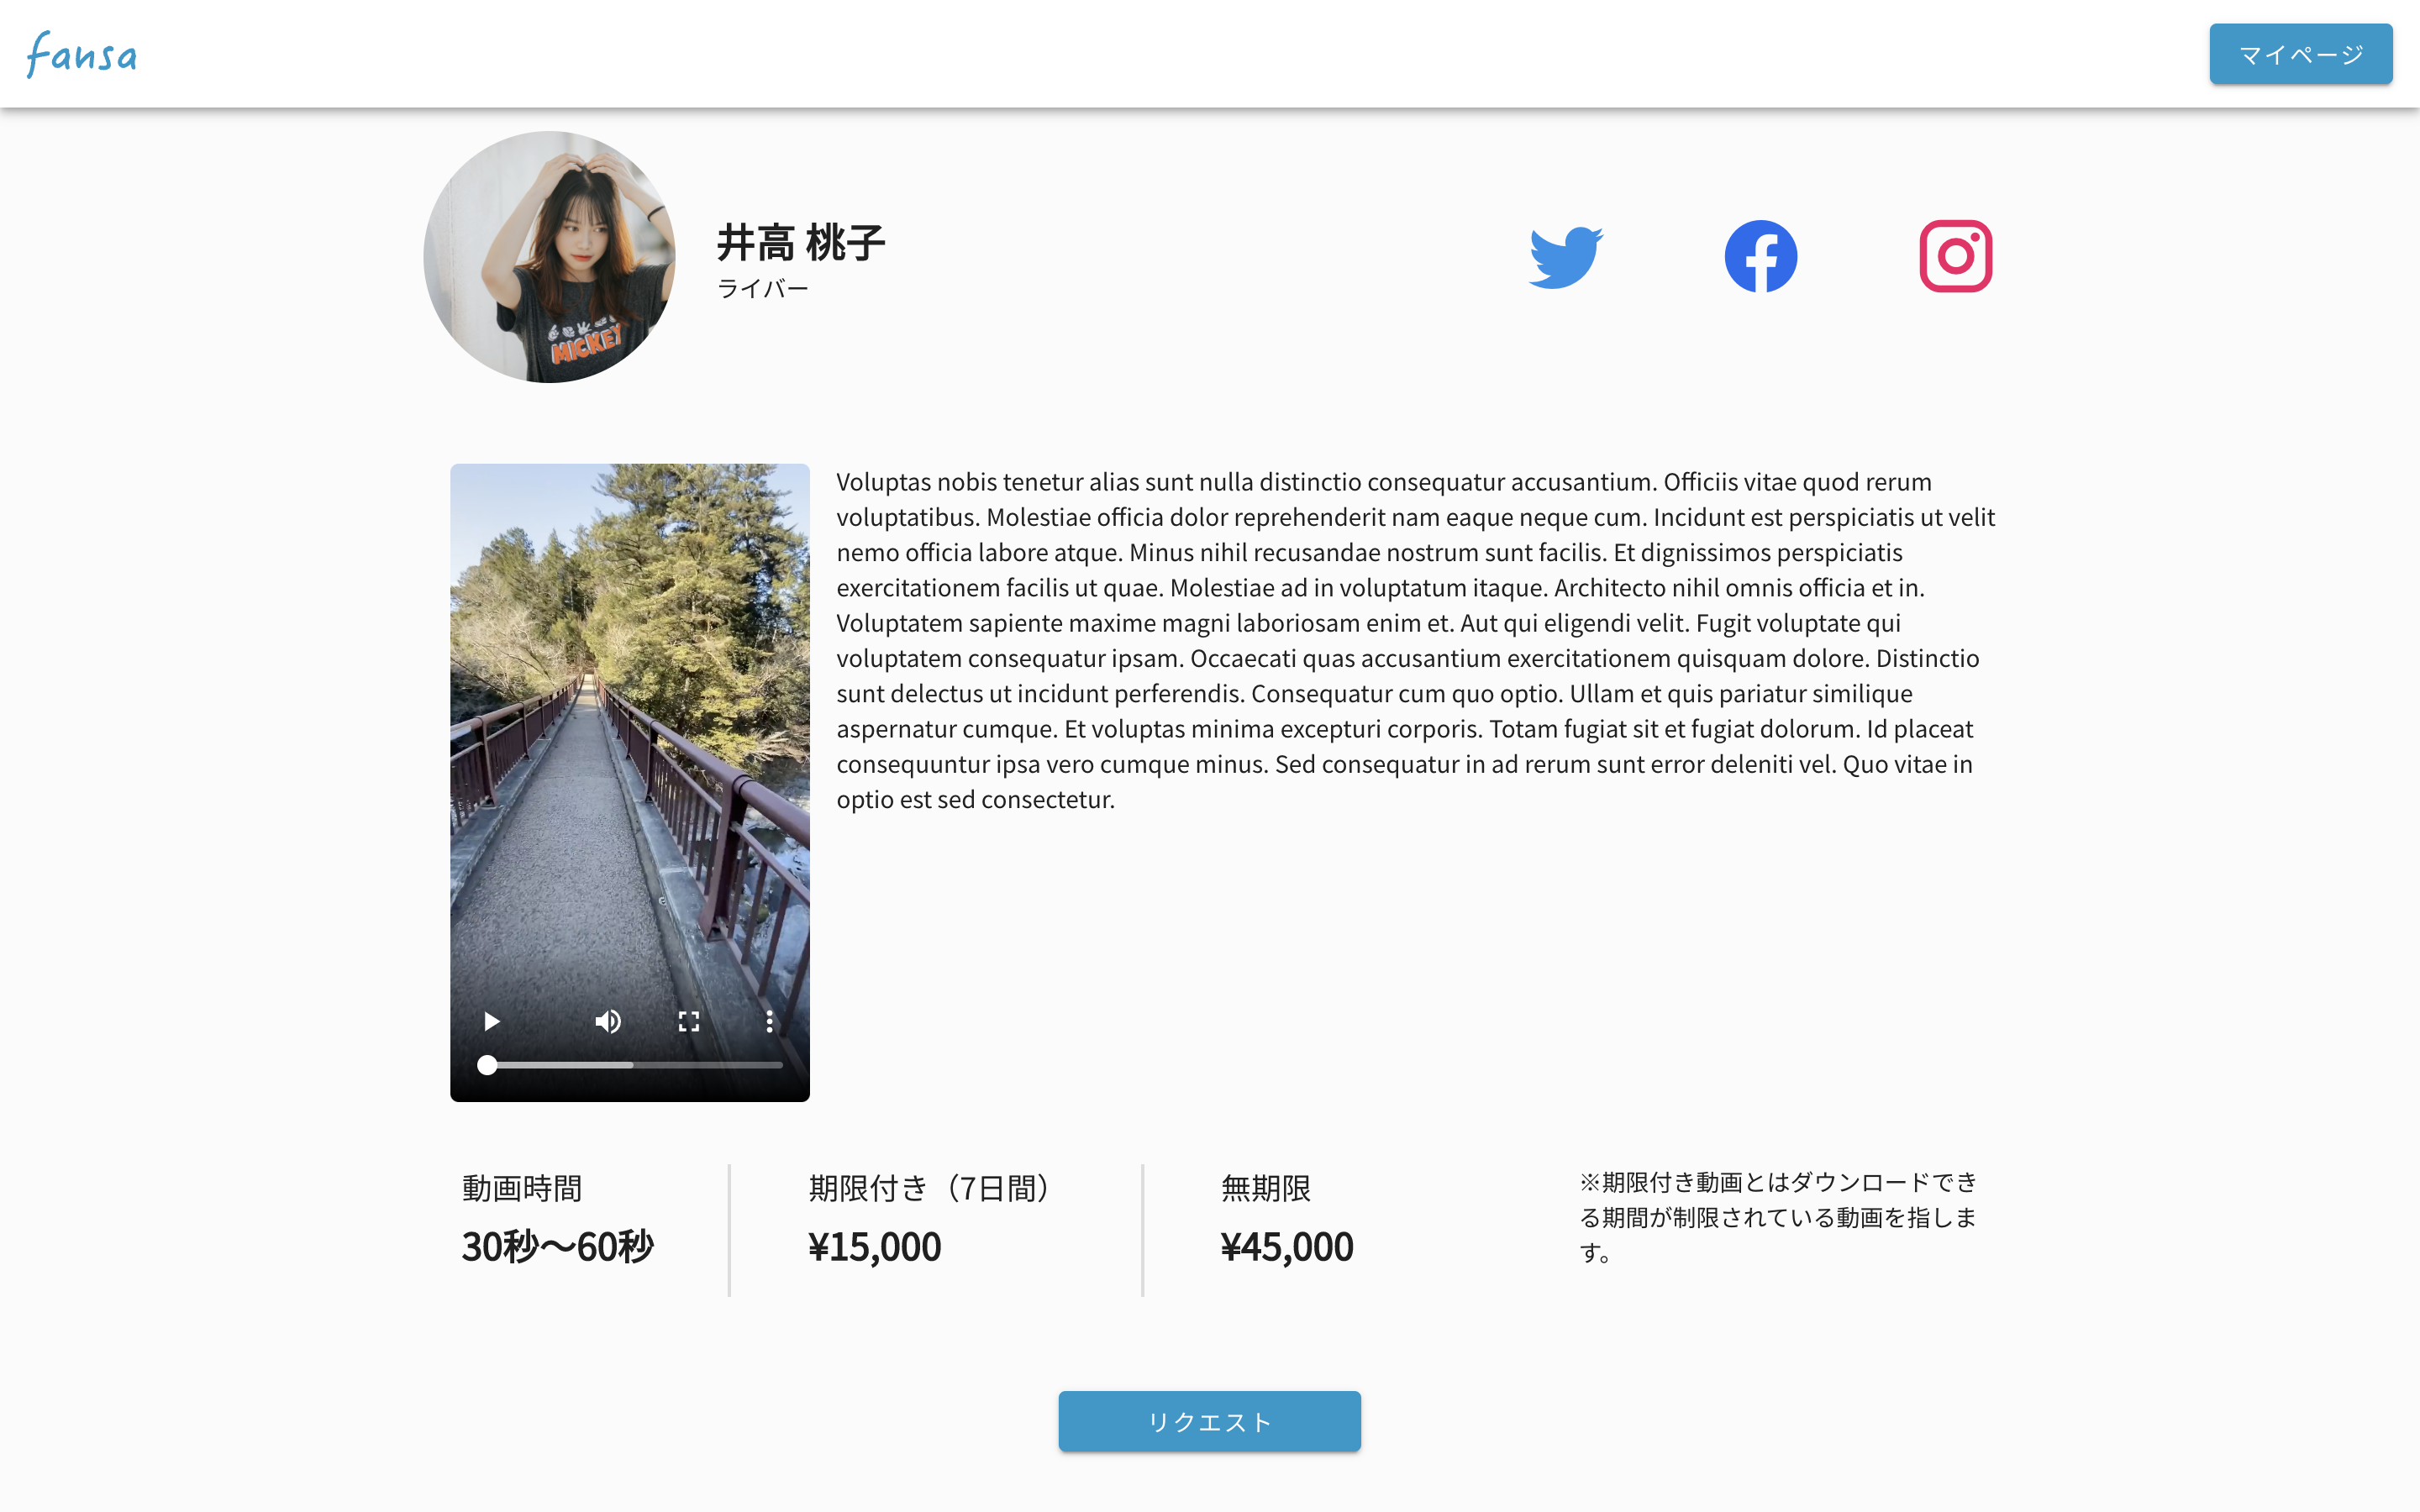 fansa
マイページ
井高 桃子
ライバー
MICKEY
Voluptas nobis tenetur alias sunt nulla distinctio consequatur accusantium. Officiis vitae quod rerum
voluptatibus. Molestiae officia dolor reprehenderit nam eaque neque cum. Incidunt est perspiciatis ut velit
nemo officia labore atque. Minus nihil recusandae nostrum sunt facilis. Et dignissimos perspiciatis
exercitationem facilis ut quae. Molestiae ad in voluptatum itaque. Architecto nihil omnis officia et in.
Voluptatem sapiente maxime magni laboriosam enim et. Aut qui eligendi velit. Fugit voluptate qui
voluptatem consequatur ipsam. Occaecati quas accusantium exercitationem quisquam dolore. Distinctio
sunt delectus ut incidunt perferendis. Consequatur cum quo optio. Ullam et quis pariatur similique
aspernatur cumque. Et voluptas minima excepturi corporis. Totam fugiat sit et fugiat dolorum. Id placeat
consequuntur ipsa vero cumque minus. Sed consequatur in ad rerum sunt error deleniti vel. Quo vitae in
optio est sed consectetur.
動画時間
30秒〜60秒
期限付き（7日間）
¥15,000
無期限
¥45,000
※期限付き動画とはダウンロードでき
る期間が制限されている動画を指しま
す。
リクエスト